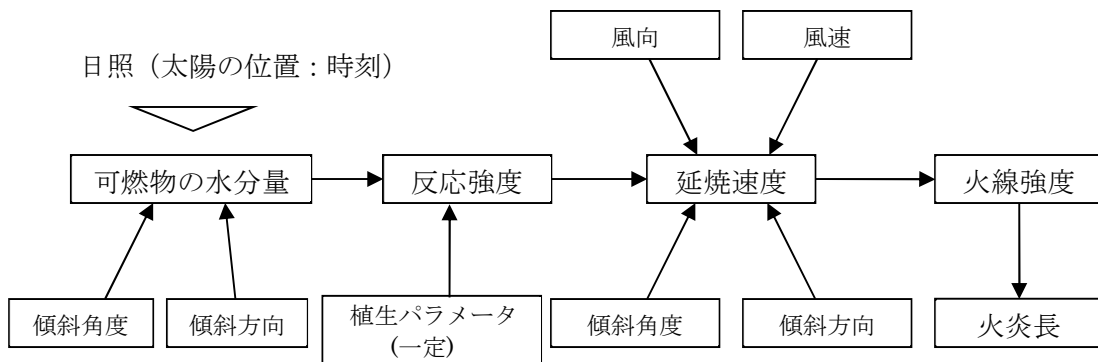 風向
風速
日照（太陽の位置：時刻）
可燃物の水分量
反応強度
延焼速度
火線強度
傾斜角度
傾斜方向
植生パラメータ
(一定)
傾斜角度
傾斜方向
火炎長